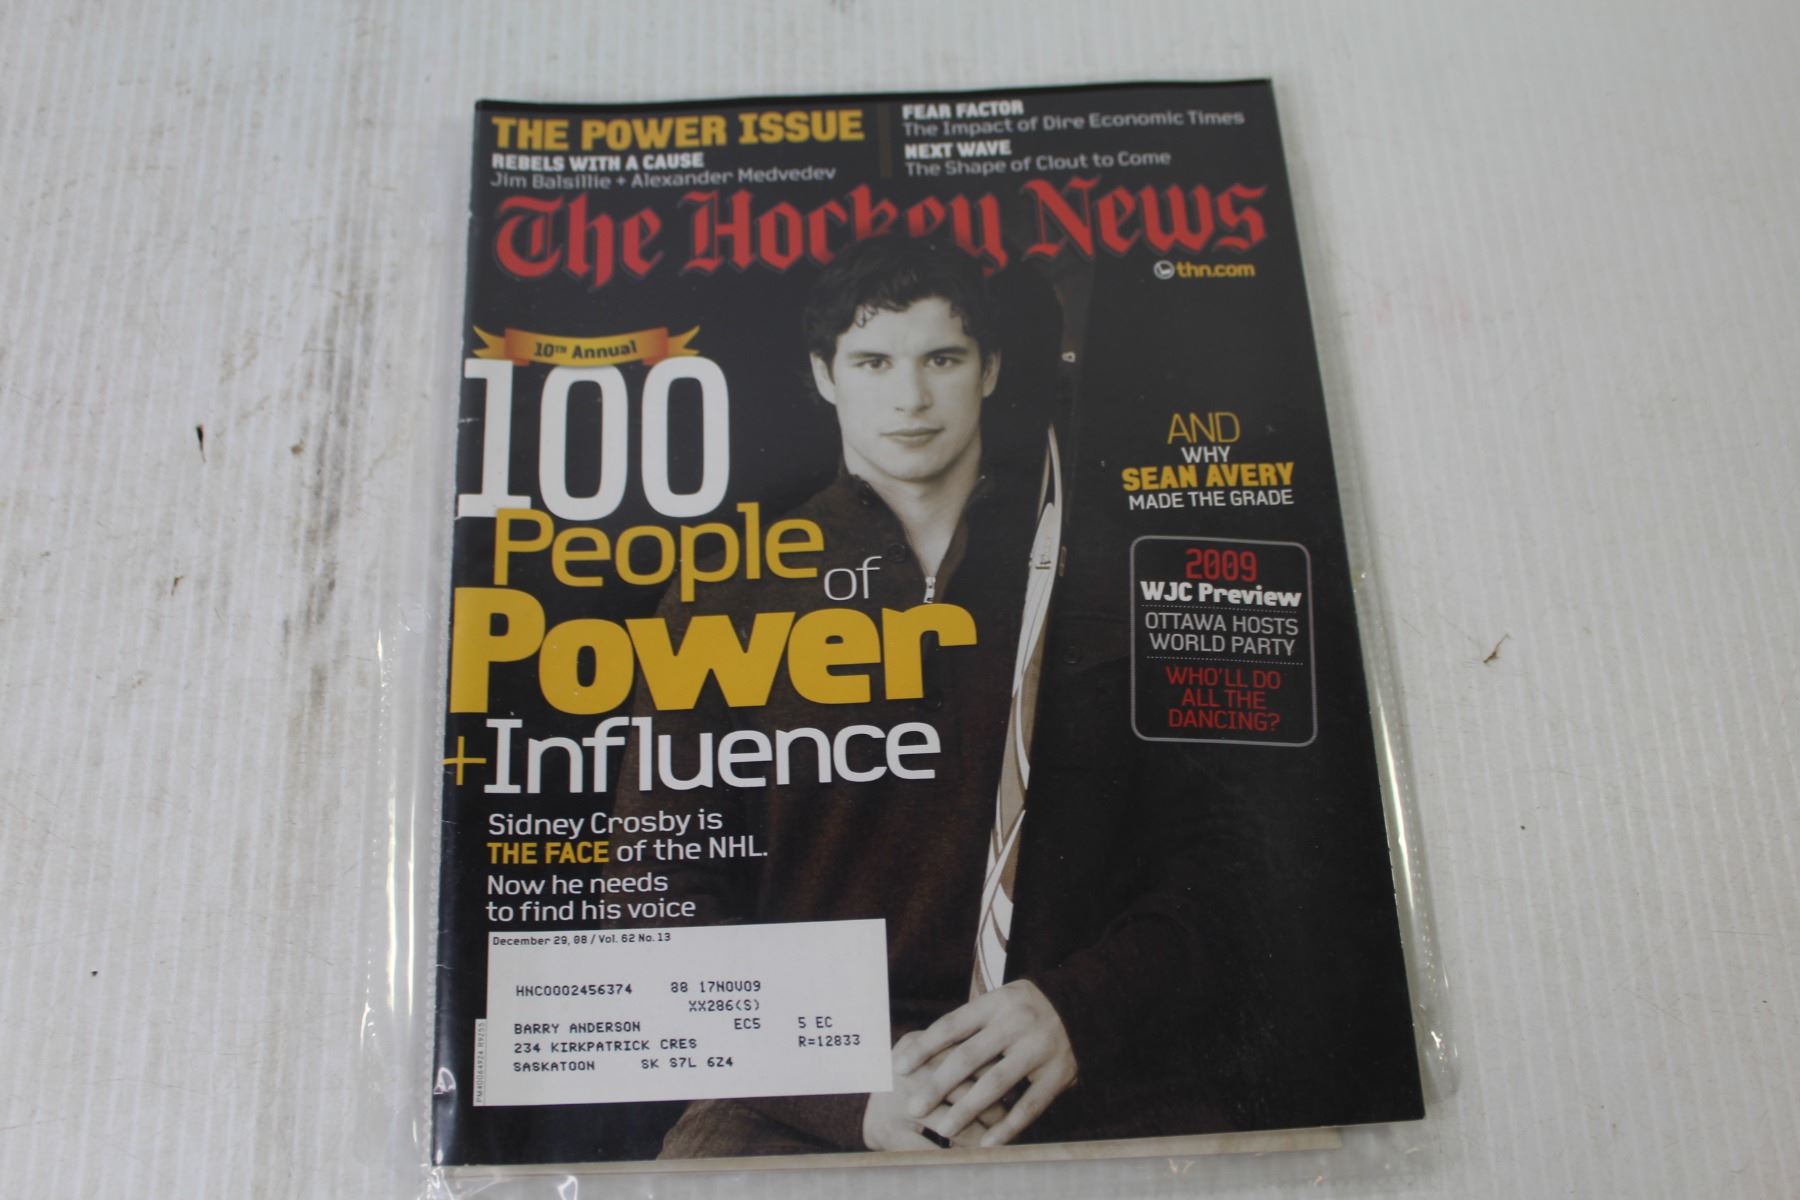 THE POWER ISSUE
REBELS WITH A CAUSE
Jim Balsillie + Alexander Medvedev
FEAR FACTOR
The Impact of Dire Economic Times
NEXT WAVE
The Shape of Clout to Come
The Hockey News
thn.com
10TH Annual
100
People of
Power
+Influence
Sidney Crosby is
THE FACE of the NHL.
Now he needs
to find his voice
AND
WHY
SEAN AVERY
MADE THE GRADE
2009
WJC Preview
OTTAWA HOSTS
WORLD PARTY
WHO'LL DO
ALL THE
DANCING?
December 29, 08 / Vol. 62 No. 13
HNC0002456374 88 17NOV09
XX286(S)
BARRY ANDERSON EC5 5 EC
234 KIRKPATRICK CRES R=12833
SASKATOON SK S7L 6Z4
PM#0064924 R9255